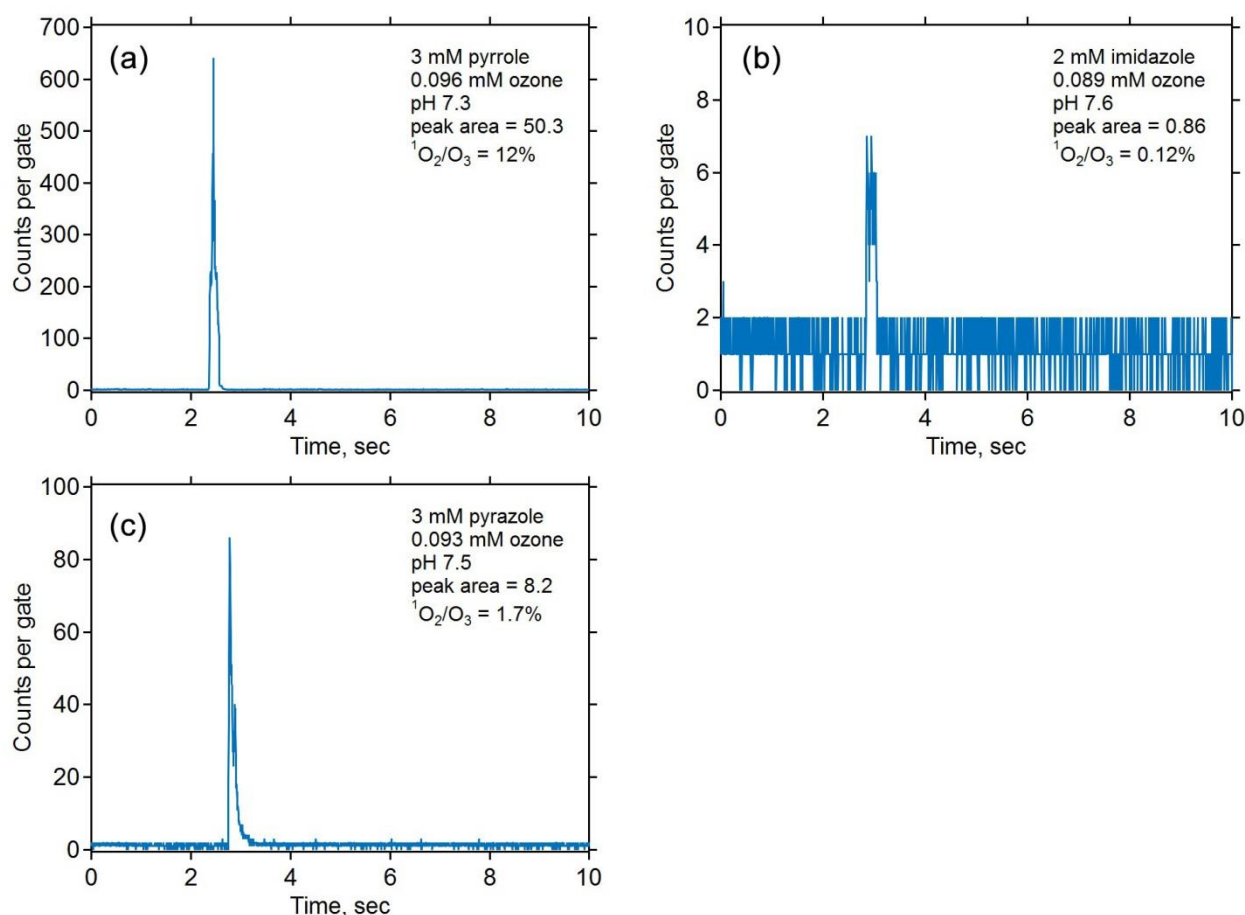 (a)
3 mM pyrrole
0.096 mM ozone
pH 7.3
peak area = 50.3
¹O₂/O₃ = 12%
Counts per gate
700
600
500
400
300
200
100
0
0 2 4 6 8 10
Time, sec
(b)
2 mM imidazole
0.089 mM ozone
pH 7.6
peak area = 0.86
¹O₂/O₃ = 0.12%
Counts per gate
10
8
6
4
2
0
0 2 4 6 8 10
Time, sec
(c)
3 mM pyrazole
0.093 mM ozone
pH 7.5
peak area = 8.2
¹O₂/O₃ = 1.7%
Counts per gate
100
80
60
40
20
0
0 2 4 6 8 10
Time, sec